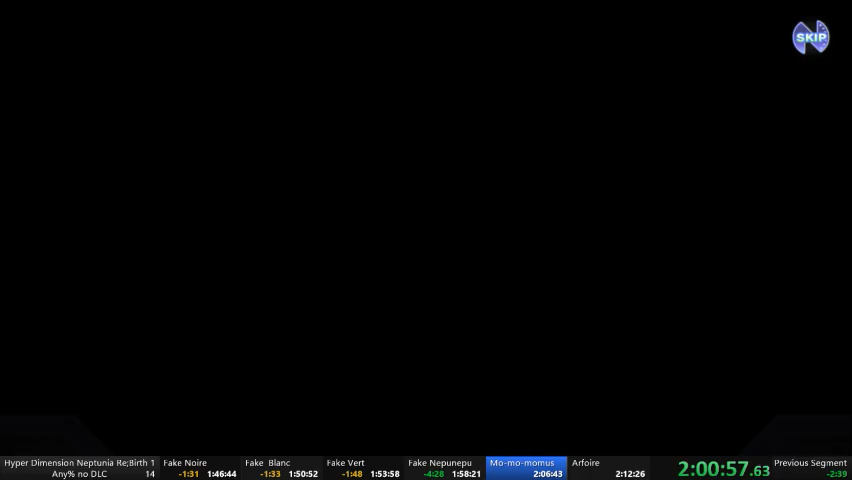 SKIP
Hyper Dimension Neptunia Re;Birth 1
Any% no DLC 14
Fake Noire
-1:31 1:46:44
Fake Blanc
-1:33 1:50:52
Fake Vert
-1:48 1:53:58
Fake Nepunepu
-4:28 1:58:21
Mo-mo-momus
2:06:43
Arfoire
2:12:26
2:00:57.63
Previous Segment
-2:39